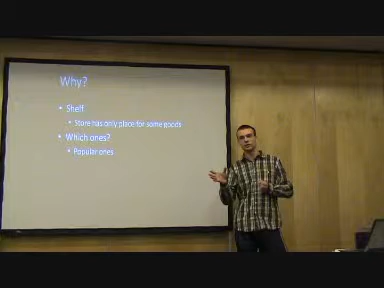 Why?
• Shelf
• Store has only place for some goods
• Which ones?
• Popular ones